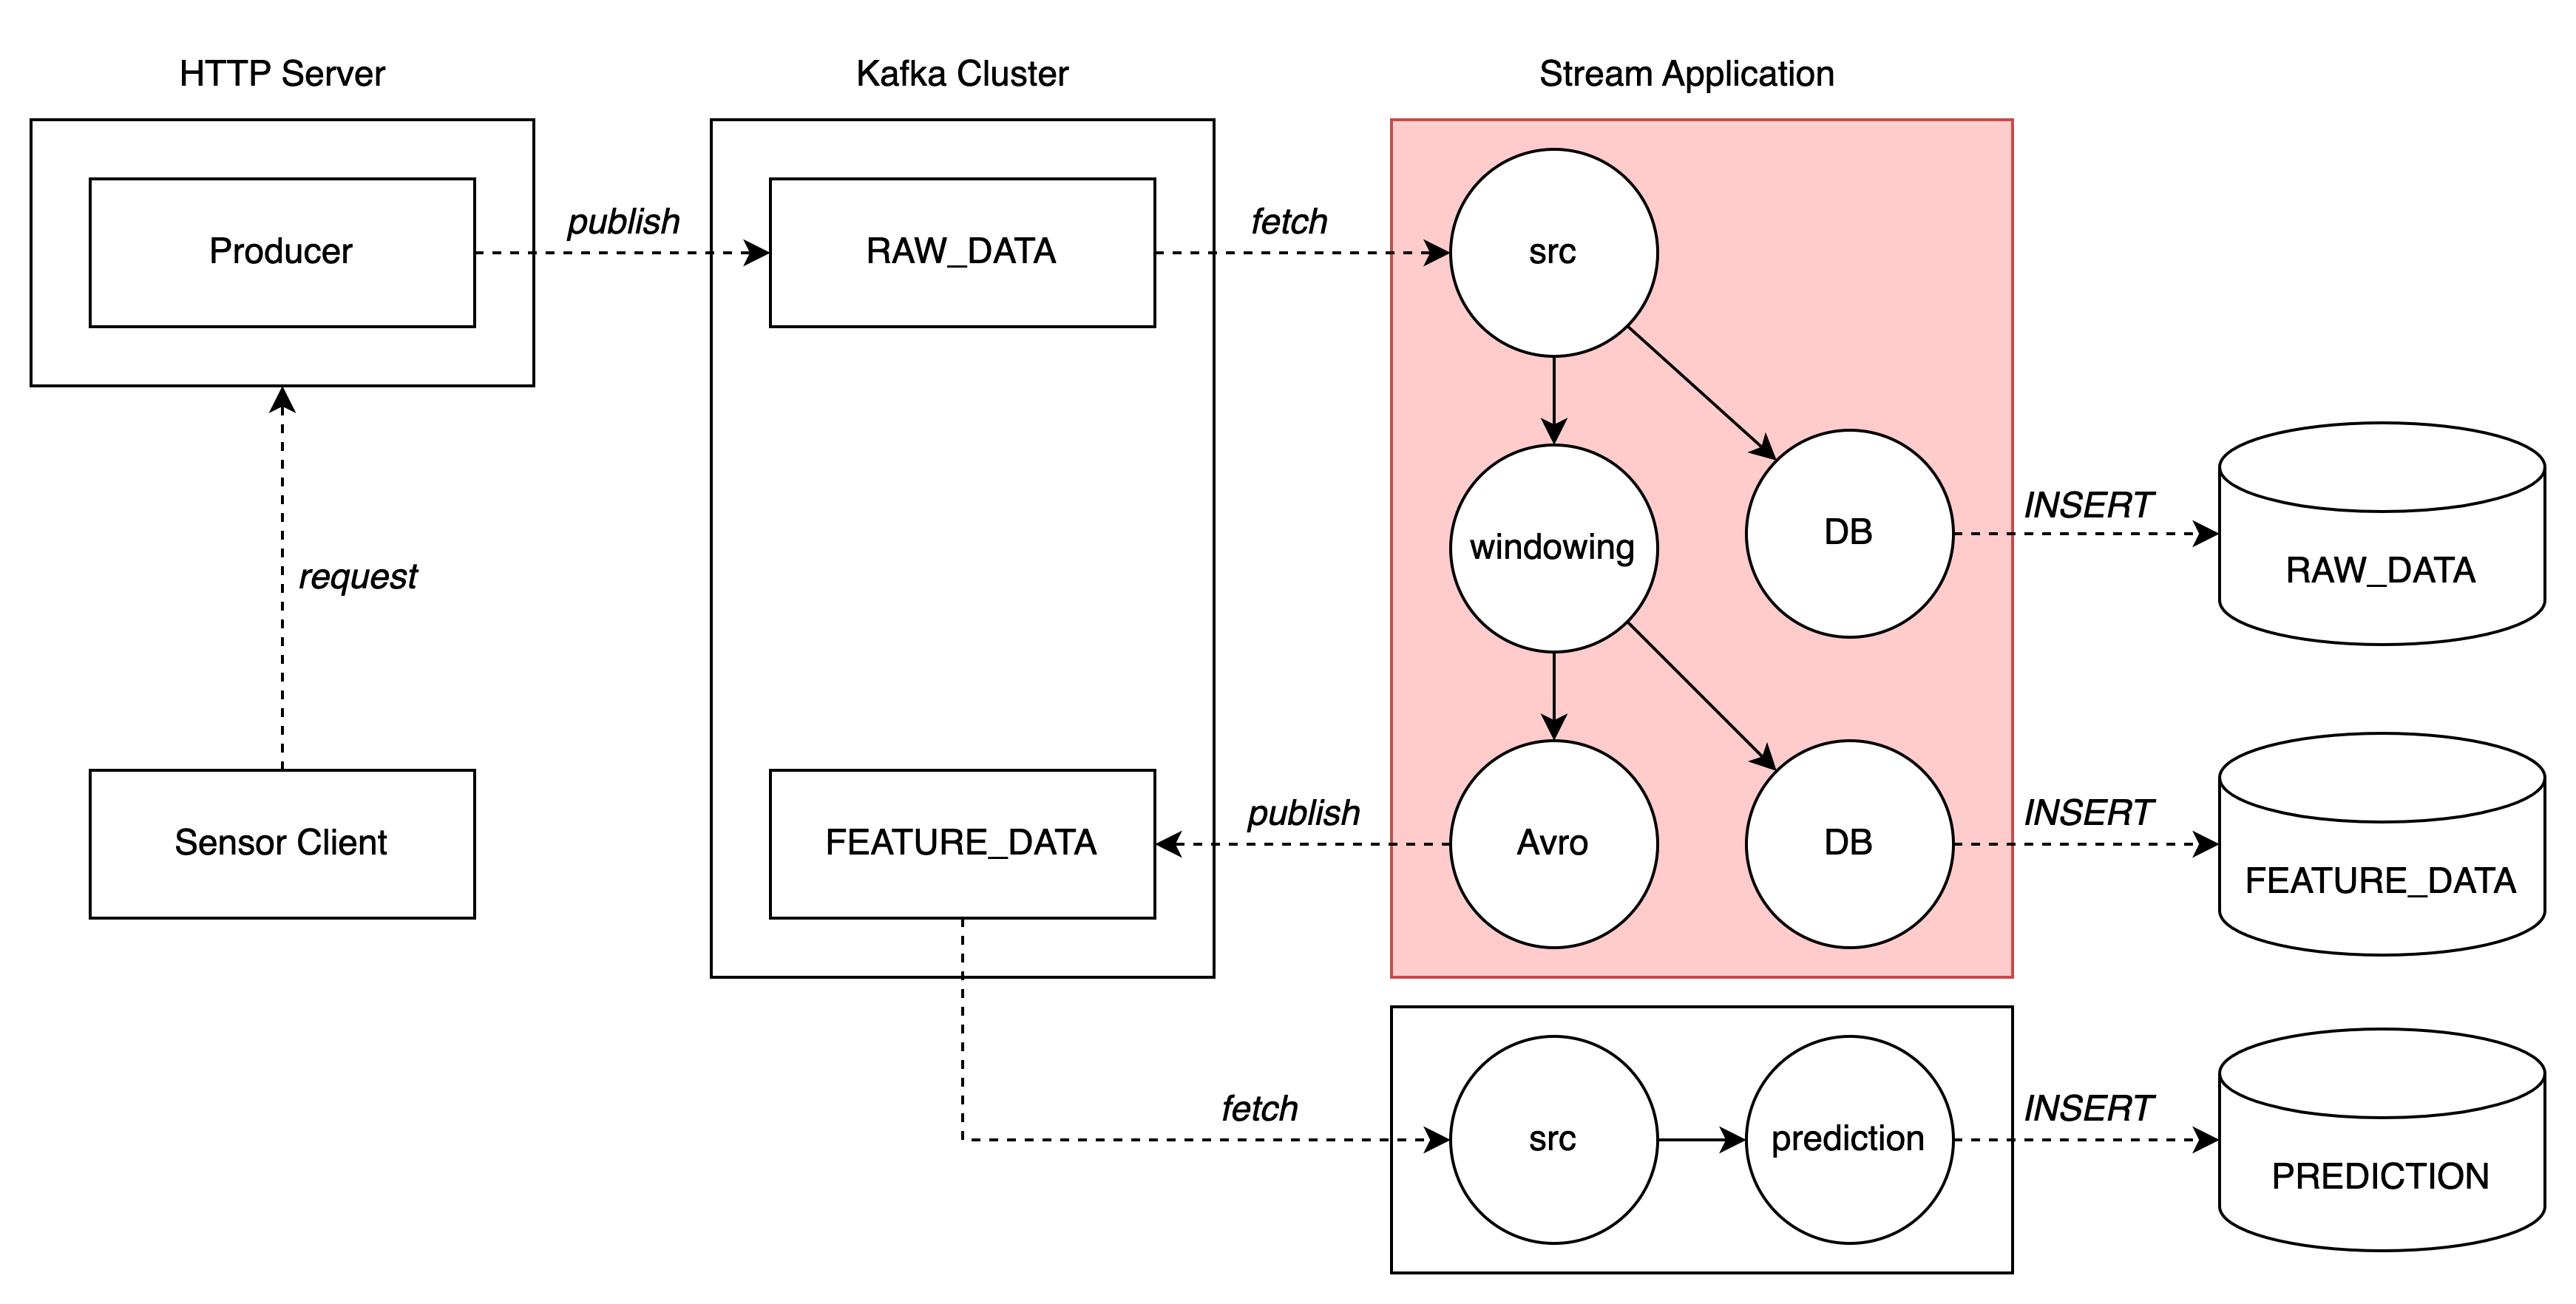 HTTP Server
Kafka Cluster
Stream Application
Producer
publish
RAW_DATA
fetch
src
windowing
DB
INSERT
RAW_DATA
request
Sensor Client
FEATURE_DATA
publish
Avro
DB
INSERT
FEATURE_DATA
fetch
src
prediction
INSERT
PREDICTION